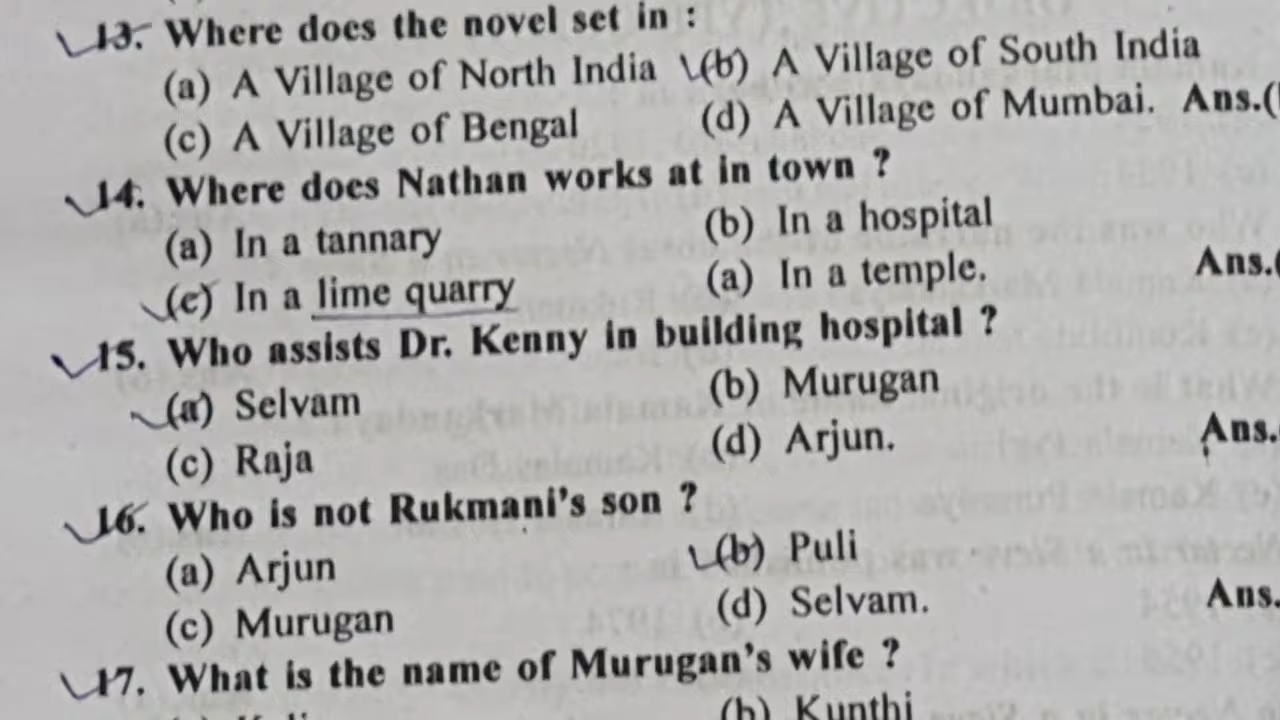 13. Where does the novel set in :
(a) A Village of North India (b) A Village of South India
(c) A Village of Bengal (d) A Village of Mumbai. Ans.(
14. Where does Nathan works at in town ?
(a) In a tannary (b) In a hospital
(c) In a lime quarry (a) In a temple. Ans.(
15. Who assists Dr. Kenny in building hospital ?
(a) Selvam (b) Murugan
(c) Raja (d) Arjun. Ans.
16. Who is not Rukmani's son ?
(a) Arjun (b) Puli
(c) Murugan (d) Selvam. Ans.
17. What is the name of Murugan's wife ?
(b) Kunthi